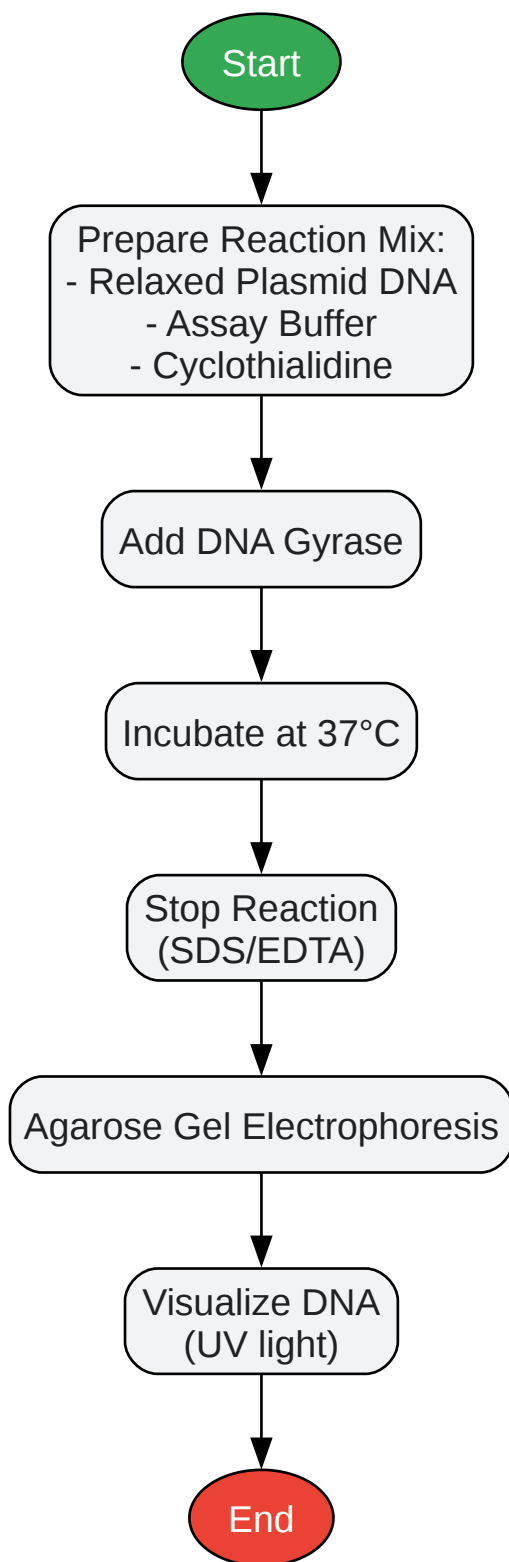 Start
Prepare Reaction Mix:
- Relaxed Plasmid DNA
- Assay Buffer
- Cyclothialidine
Add DNA Gyrase
Incubate at 37°C
Stop Reaction
(SDS/EDTA)
Agarose Gel Electrophoresis
Visualize DNA
(UV light)
End